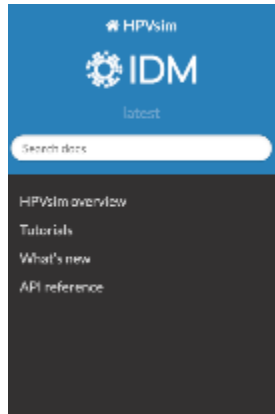 HPVsim
IDM
latest
Search docs
HPVsim overview
Tutorials
What's new
API reference